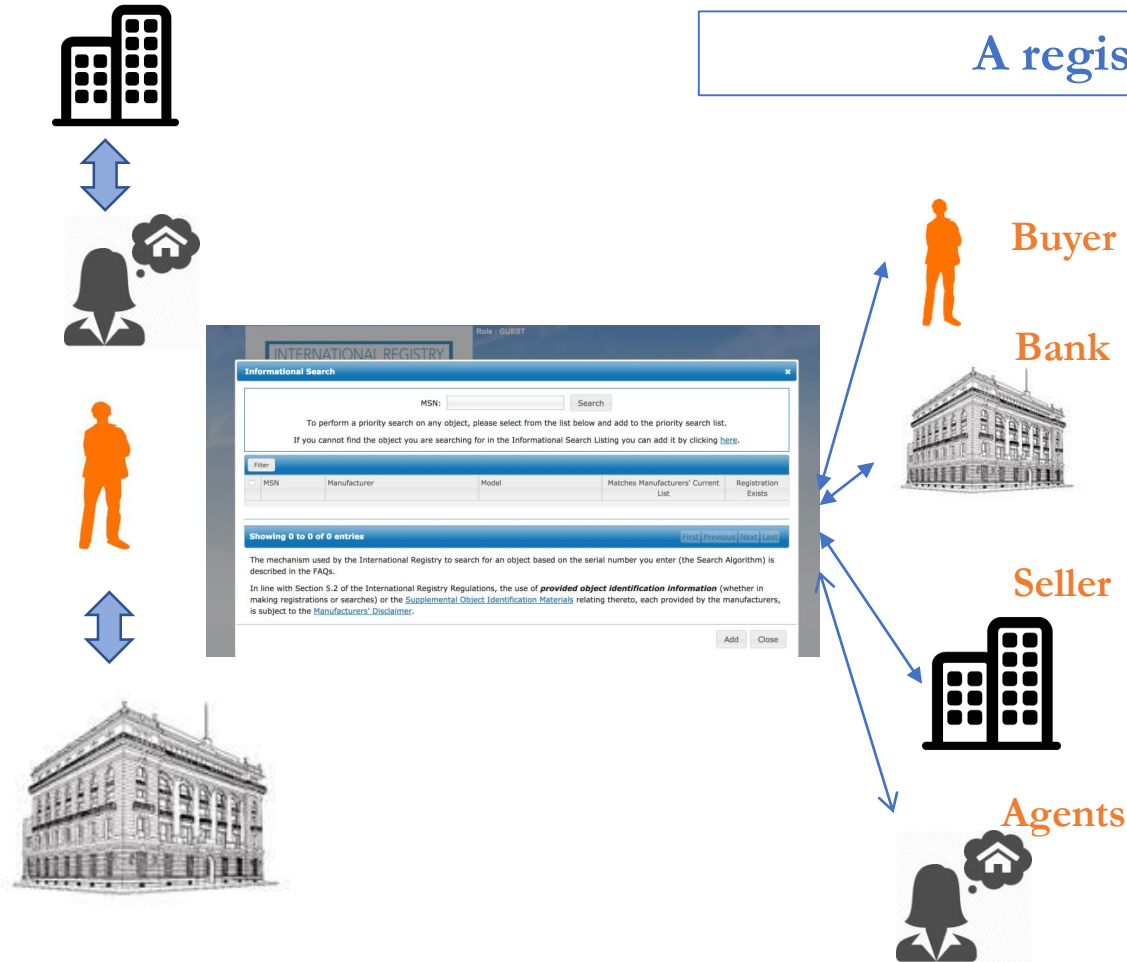 A regis
Buyer
Bank
Role : GUEST
INTERNATIONAL REGISTRY
Informational Search x
MSN: Search
To perform a priority search on any object, please select from the list below and add to the priority search list.
If you cannot find the object you are searching for in the Informational Search Listing you can add it by clicking here.
Filter
MSN Manufacturer Model Matches Manufacturers' Current Registration
List Exists
Showing 0 to 0 of 0 entries First Previous Next Last
The mechanism used by the International Registry to search for an object based on the serial number you enter (the Search Algorithm) is
described in the FAQs.
In line with Section 5.2 of the International Registry Regulations, the use of provided object identification information (whether in
making registrations or searches) or the Supplemental Object Identification Materials relating thereto, each provided by the manufacturers,
is subject to the Manufacturers' Disclaimer.
Add Close
Seller
Agents